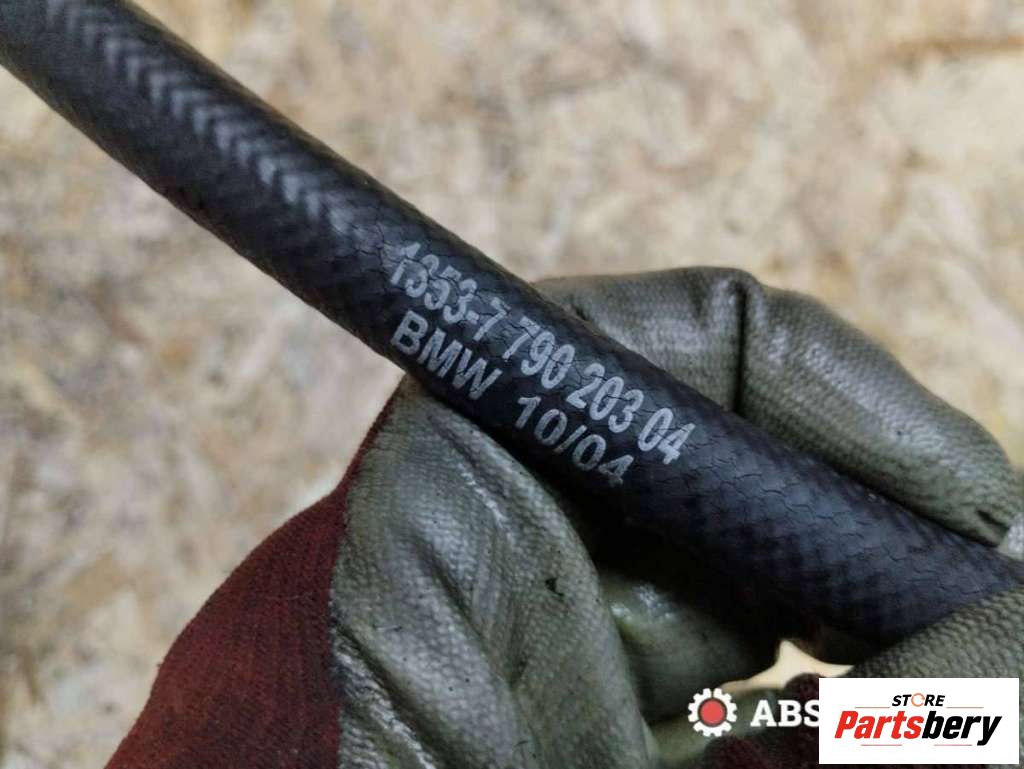 1353-7 790 203 04
BMW 10/04
ABS
STORE
Partsbery